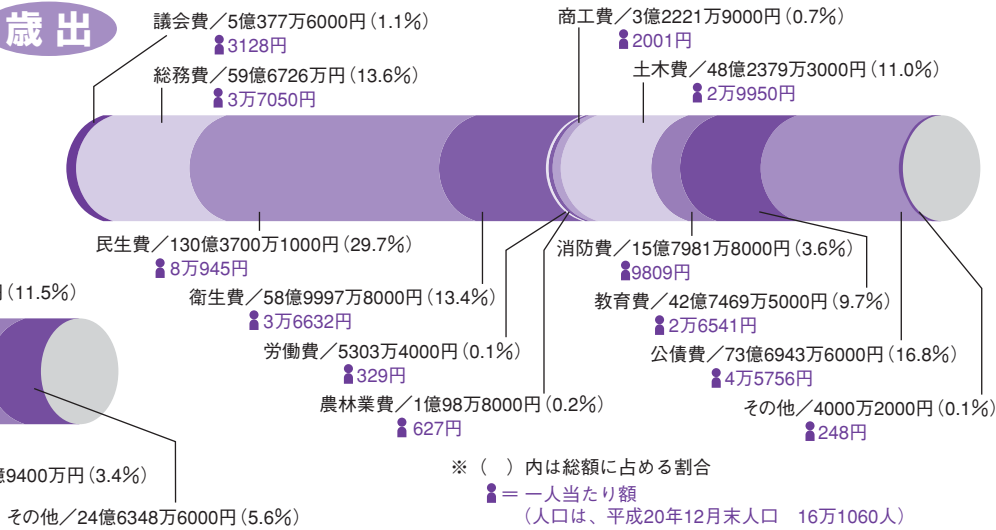 歳出
議会費／5億377万6000円（1.1％）
3128円
総務費／59億6726万円（13.6％）
3万7050円
商工費／3億2221万9000円（0.7％）
2001円
土木費／48億2379万3000円（11.0％）
2万9950円
民生費／130億3700万1000円（29.7％）
8万945円
衛生費／58億9997万8000円（13.4％）
3万6632円
労働費／5303万4000円（0.1％）
329円
農林業費／1億98万8000円（0.2％）
627円
消防費／15億7981万8000円（3.6％）
9809円
教育費／42億7469万5000円（9.7％）
2万6541円
公債費／73億6943万6000円（16.8％）
4万5756円
その他／4000万2000円（0.1％）
248円
円（11.5％）
億9400万円（3.4％）
その他／24億6348万6000円（5.6％）
※（　）内は総額に占める割合
＝ 一人当たり額
（人口は、平成20年12月末人口　16万1060人）